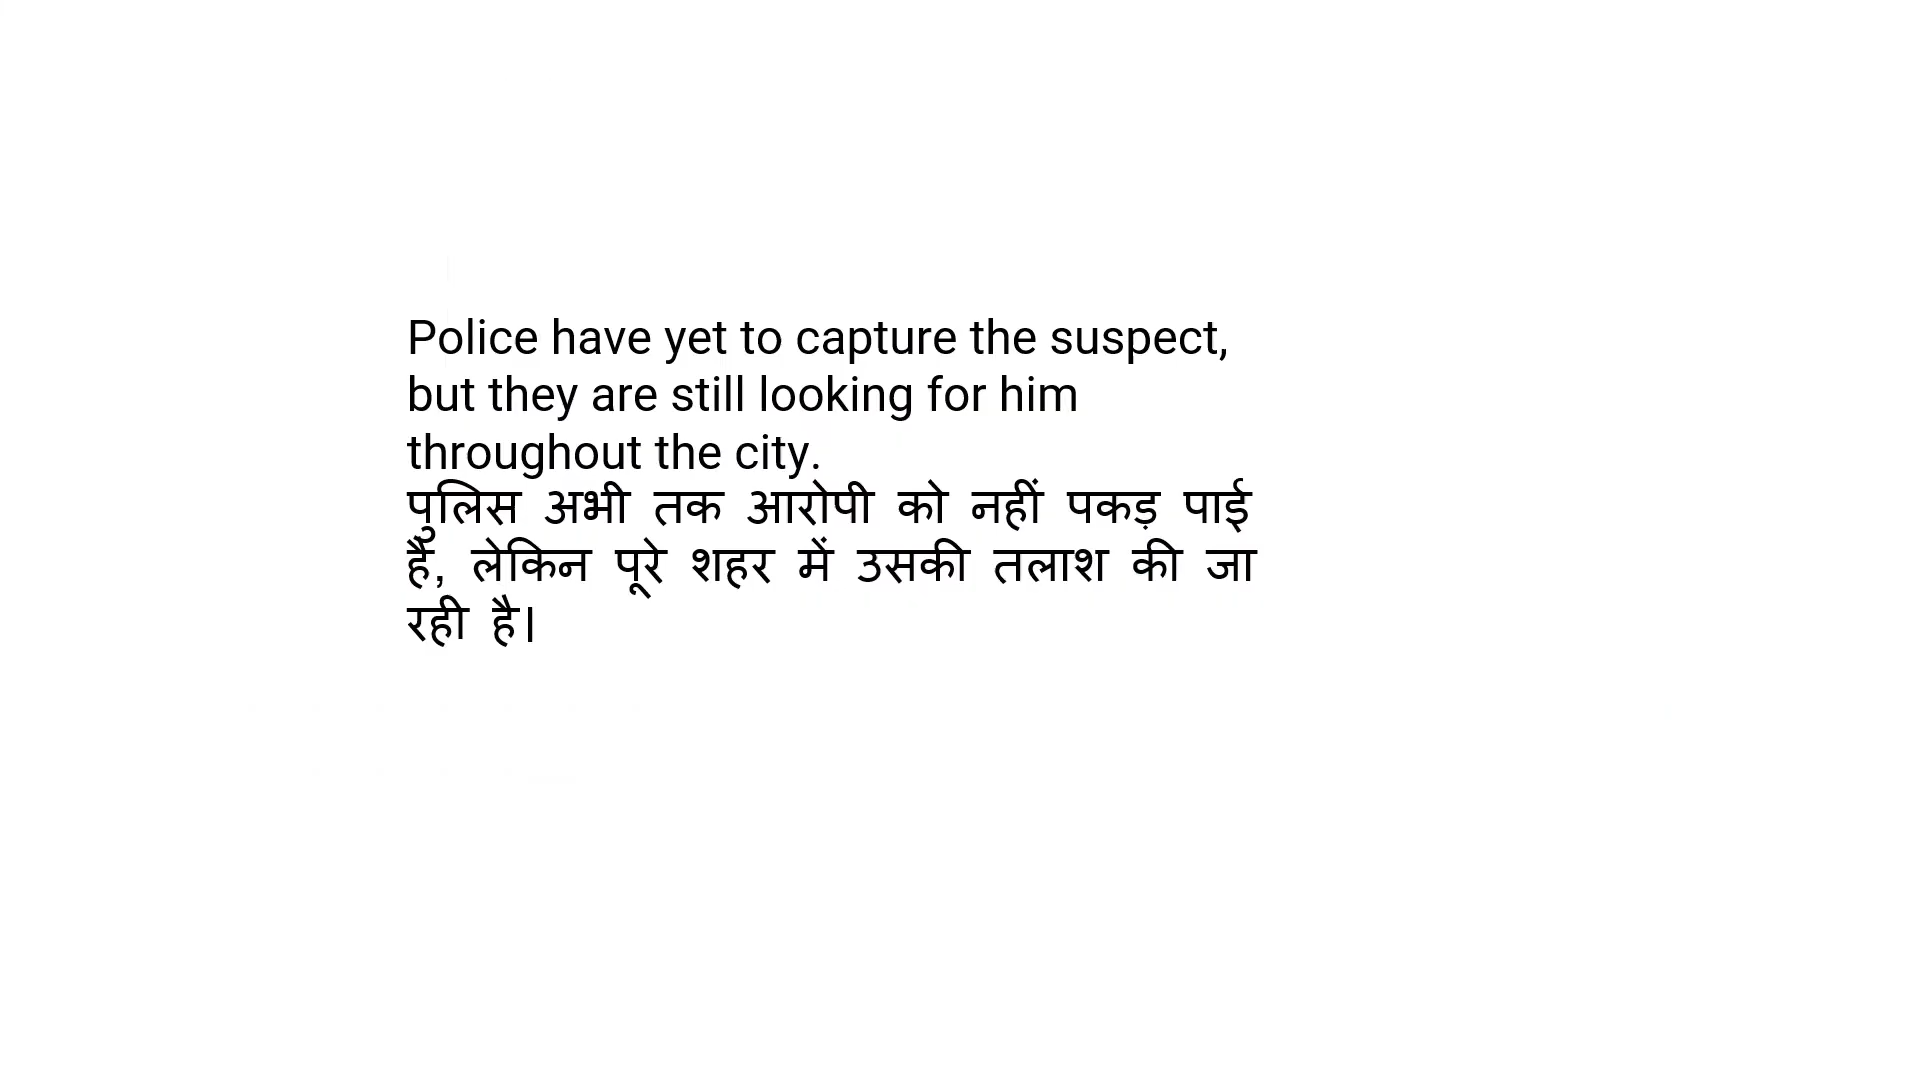 Police have yet to capture the suspect,
but they are still looking for him
throughout the city.
पुलिस अभी तक आरोपी को नहीं पकड़ पाई
है, लेकिन पूरे शहर में उसकी तलाश की जा
रही है।